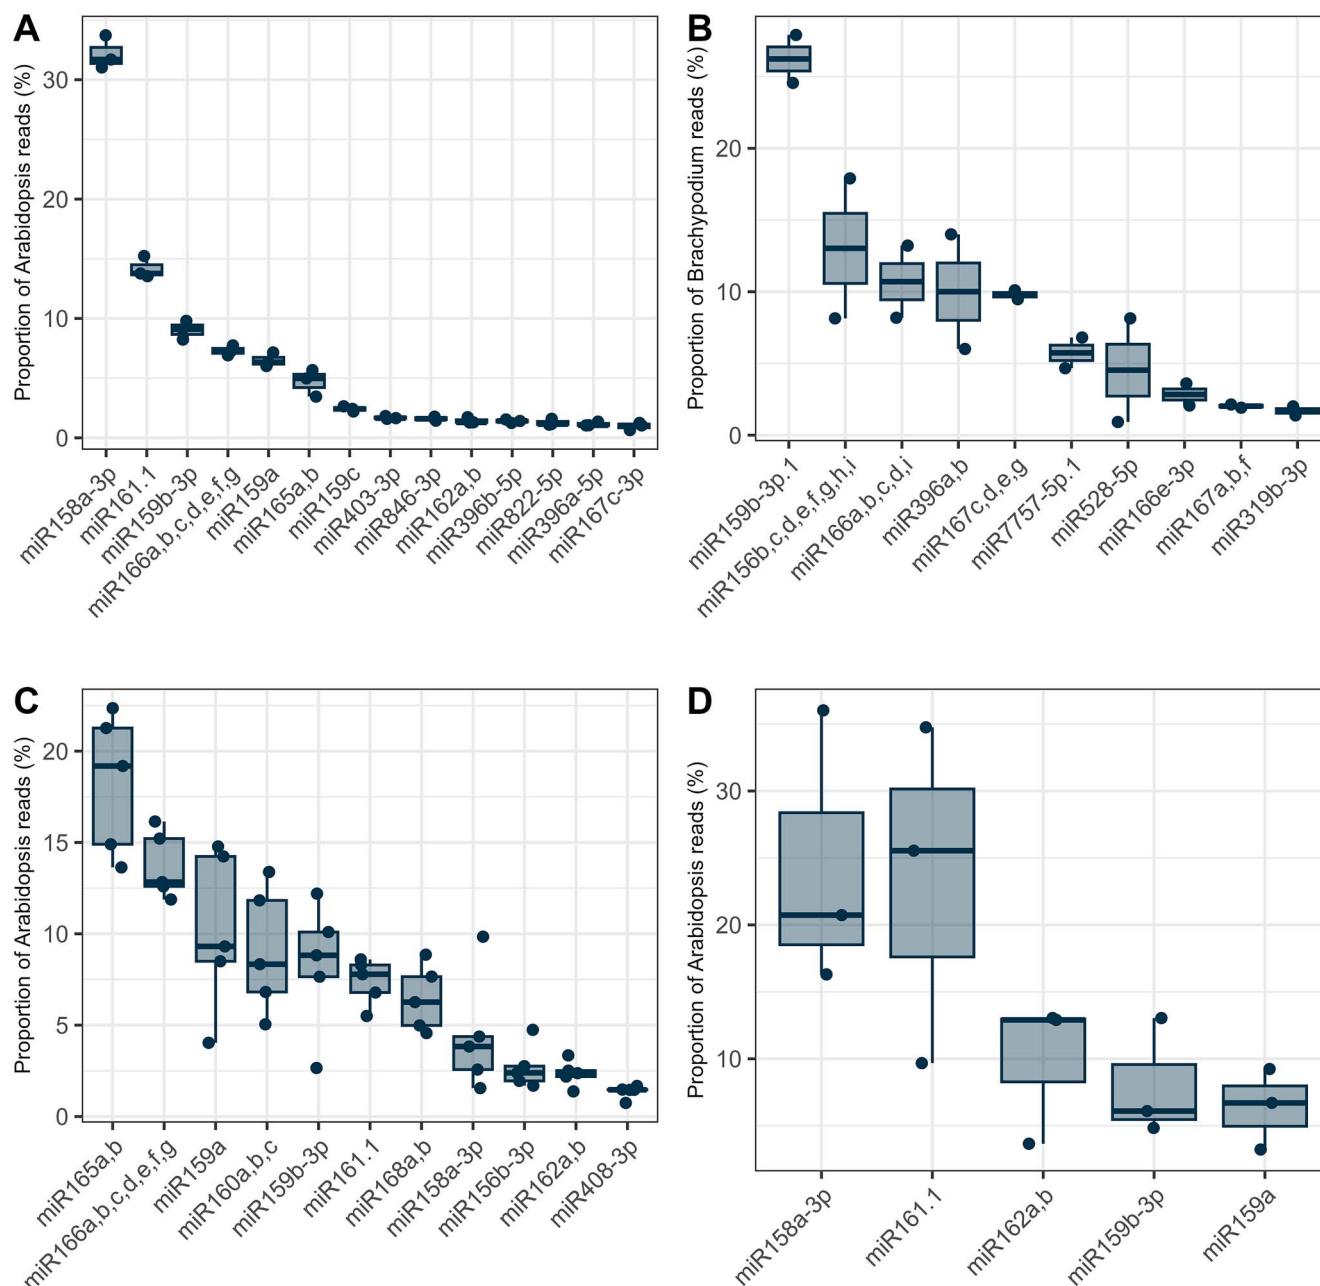 A
Proportion of Arabidopsis reads (%)
30
20
10
0
miR158a-3p
miR161.1
miR159b-3p
miR166a,b,c,d,e,f,g
miR159a
miR165a,b
miR159c
miR403-3p
miR846-3p
miR162a,b
miR396b-5p
miR822-5p
miR396a-5p
miR167c-3p
B
Proportion of Brachypodium reads (%)
20
10
0
miR159b-3p.1
miR156b,c,d,e,f,g,h,i
miR166a,b,c,d,i
miR396a,b
miR167c,d,e,g
miR7757-5p.1
miR528-5p
miR166e-3p
miR167a,b,f
miR319b-3p
C
Proportion of Arabidopsis reads (%)
20
15
10
5
0
miR165a,b
miR166a,b,c,d,e,f,g
miR159a
miR160a,b,c
miR159b-3p
miR161.1
miR168a,b
miR158a-3p
miR156b-3p
miR162a,b
miR408-3p
D
Proportion of Arabidopsis reads (%)
30
20
10
miR158a-3p
miR161.1
miR162a,b
miR159b-3p
miR159a